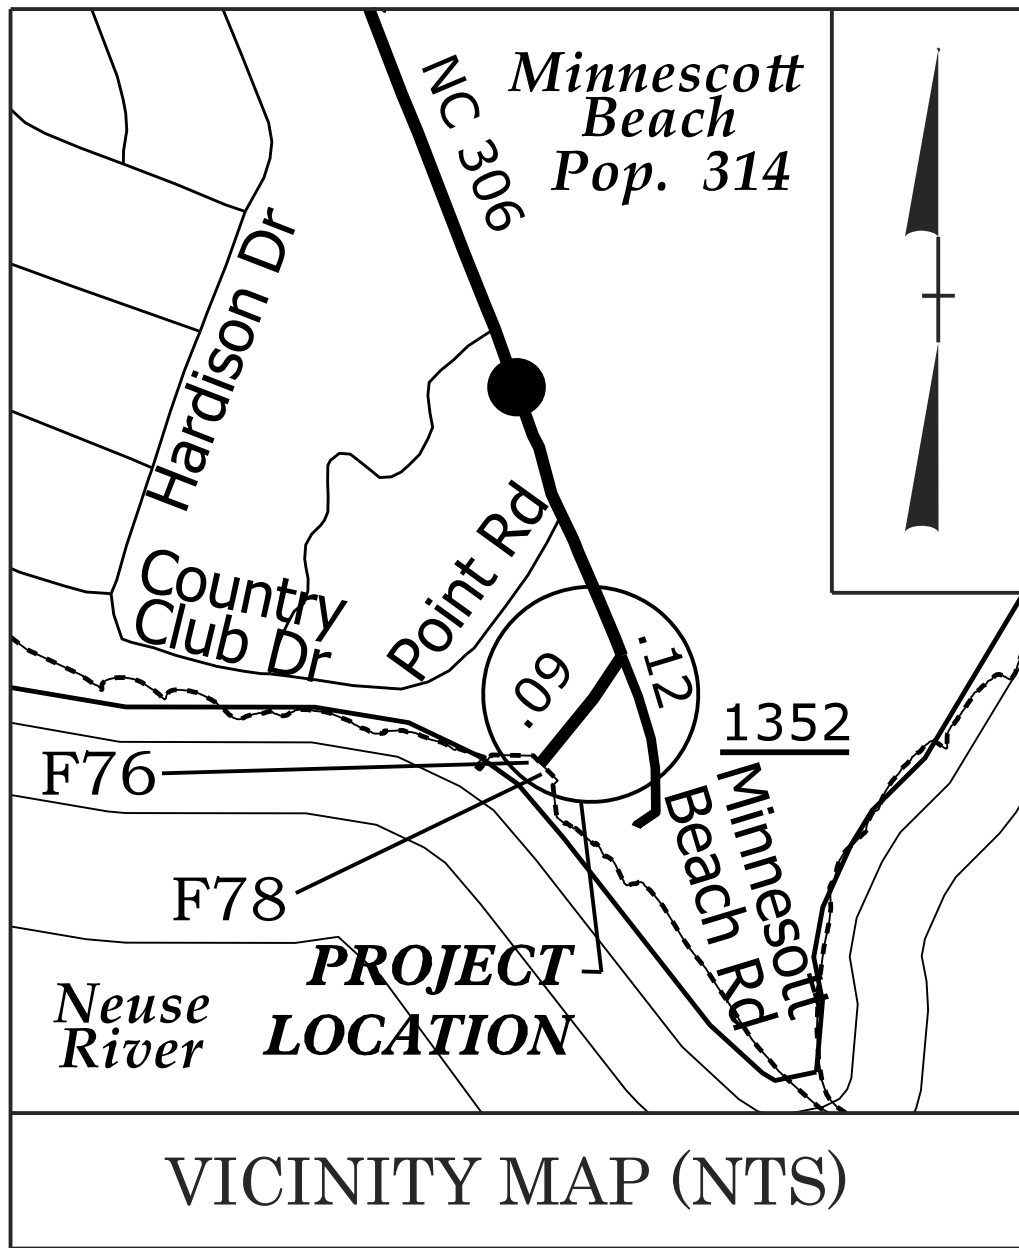 Minnescott
Beach
Pop. 314
NC 306
Hardison Dr
Country
Club Dr
Point Rd
.09
.12
1352
F76
F78
Minnesott
Beach Rd
PROJECT
LOCATION
Neuse
River
VICINITY MAP (NTS)